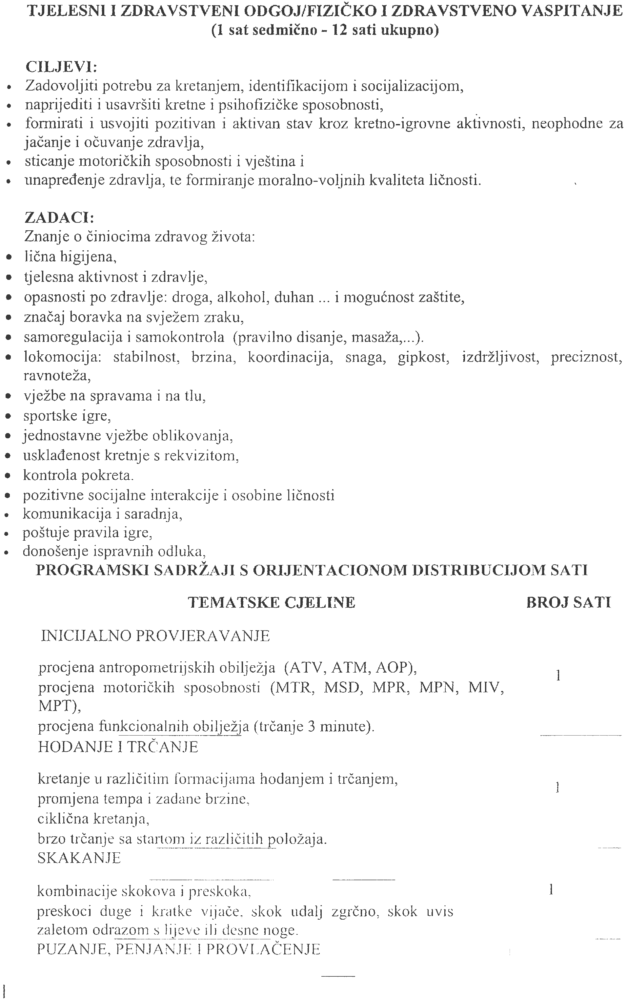 TJELESNI I ZDRAVSTVENI ODGOJ/FIZIČKO I ZDRAVSTVENO VASPITANJE
(1 sat sedmično - 12 sati ukupno)
CILJEVI:
• Zadovoljiti potrebu za kretanjem, identifikacijom i socijalizacijom,
• naprijediti i usavršiti kretne i psihofizičke sposobnosti,
• formirati i usvojiti pozitivan i aktivan stav kroz kretno-igrovne aktivnosti, neophodne za
jačanje i očuvanje zdravlja,
• sticanje motoričkih sposobnosti i vještina i
• unapređenje zdravlja, te formiranje moralno-voljnih kvaliteta ličnosti.
ZADACI:
Znanje o činiocima zdravog života:
• lična higijena,
• tjelesna aktivnost i zdravlje,
• opasnosti po zdravlje: droga, alkohol, duhan ... i mogućnost zaštite,
• značaj boravka na svježem zraku,
• samoregulacija i samokontrola (pravilno disanje, masaža,...).
• lokomocija: stabilnost, brzina, koordinacija, snaga, gipkost, izdržljivost, preciznost,
ravnoteža,
• vježbe na spravama i na tlu,
• sportske igre,
• jednostavne vježbe oblikovanja,
• usklađenost kretnje s rekvizitom,
• kontrola pokreta.
• pozitivne socijalne interakcije i osobine ličnosti
• komunikacija i saradnja,
• poštuje pravila igre,
• donošenje ispravnih odluka,
PROGRAMSKI SADRŽAJI S ORIJENTACIONOM DISTRIBUCIJOM SATI
TEMATSKE CJELINE BROJ SATI
INICIJALNO PROVJERAVANJE
procjena antropometrijskih obilježja (ATV, ATM, AOP), 1
procjena motoričkih sposobnosti (MTR, MSD, MPR, MPN, MIV,
MPT),
procjena funkcionalnih obilježja (trčanje 3 minute).
HODANJE I TRČANJE
kretanje u različitim formacijama hodanjem i trčanjem, 1
promjena tempa i zadane brzine,
ciklična kretanja,
brzo trčanje sa startom iz različitih položaja.
SKAKANJE
kombinacije skokova i preskoka, 1
preskoci duge i kratke vijače, skok udalj zgrčno, skok uvis
zaletom odrazom s lijeve ili desne noge.
PUZANJE, PENJANJE I PROVLAČENJE